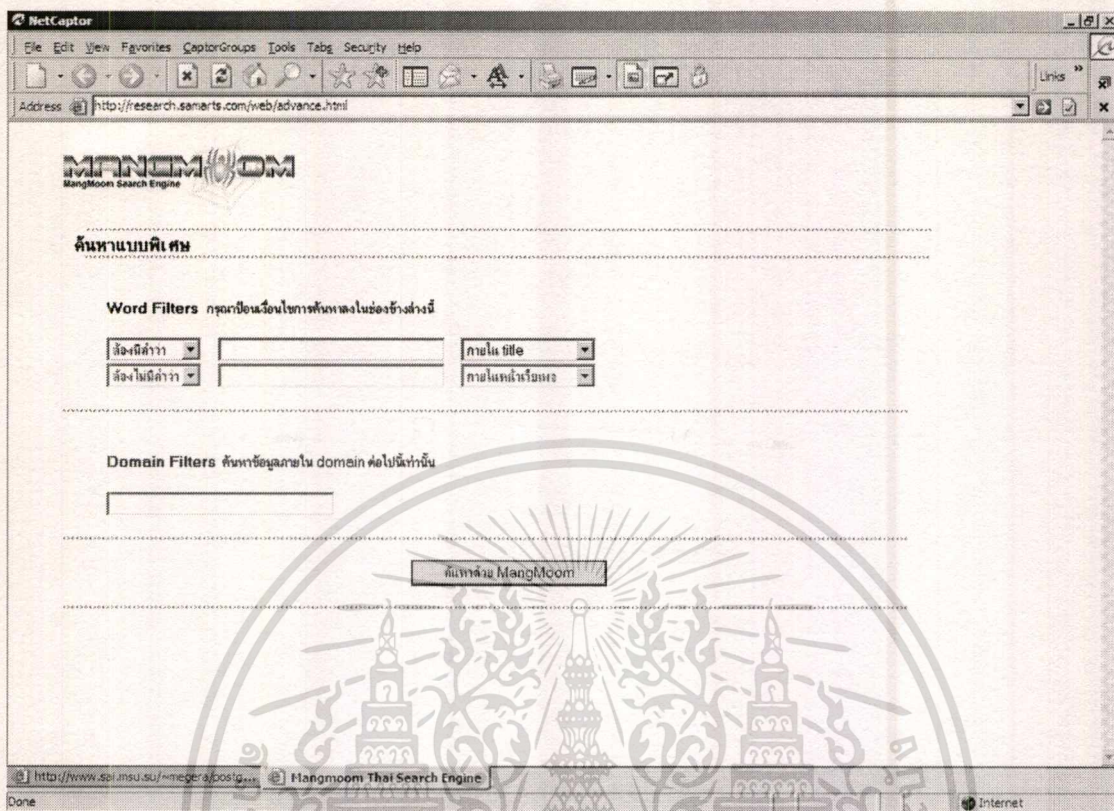 NetCaptor
File Edit View Favorites CaptorGroups Tools Tabs Security Help
Links »
Address http://research.samarts.com/web/advance.html
MANGMOOM
MangMoom Search Engine
ค้นหาแบบพิเศษ
Word Filters กรุณาป้อนเงื่อนไขการค้นหาลงในช่องข้างล่างนี้
ต้องมีคำว่า ภายใน title
ต้องไม่มีคำว่า ภายในหน้าเว็บเพจ
Domain Filters ค้นหาข้อมูลภายใน domain ต่อไปนี้เท่านั้น
ค้นหาด้วย MangMoom
http://www.sai.msu.su/~megera/postg... Mangmoom Thai Search Engine
Done Internet